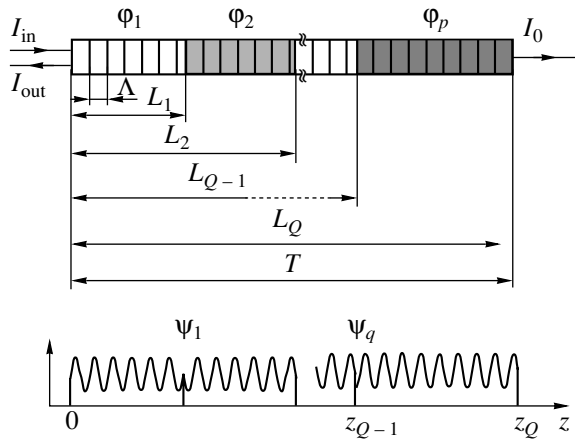 φ1 φ2 φp
Iin I0
Iout
Λ L1
L2
LQ – 1
LQ
T
ψ1 ψq
0 zQ – 1 zQ z